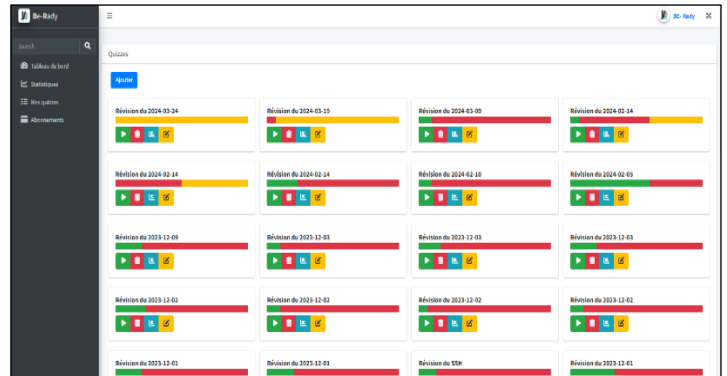 Be-Rady
Be-Rady
Search
Tableau de bord
Statistiques
Mes quizzes
Abonnements
Quizzes
Ajouter
Révision du 2024-03-24
Révision du 2024-03-19
Révision du 2024-03-09
Révision du 2024-02-14
Révision du 2024-02-14
Révision du 2024-02-14
Révision du 2024-02-10
Révision du 2024-02-05
Révision du 2023-12-09
Révision du 2023-12-03
Révision du 2023-12-03
Révision du 2023-12-03
Révision du 2023-12-02
Révision du 2023-12-02
Révision du 2023-12-02
Révision du 2023-12-02
Révision du 2023-12-01
Révision du 2023-12-01
Révision du SSH
Révision du 2023-12-01